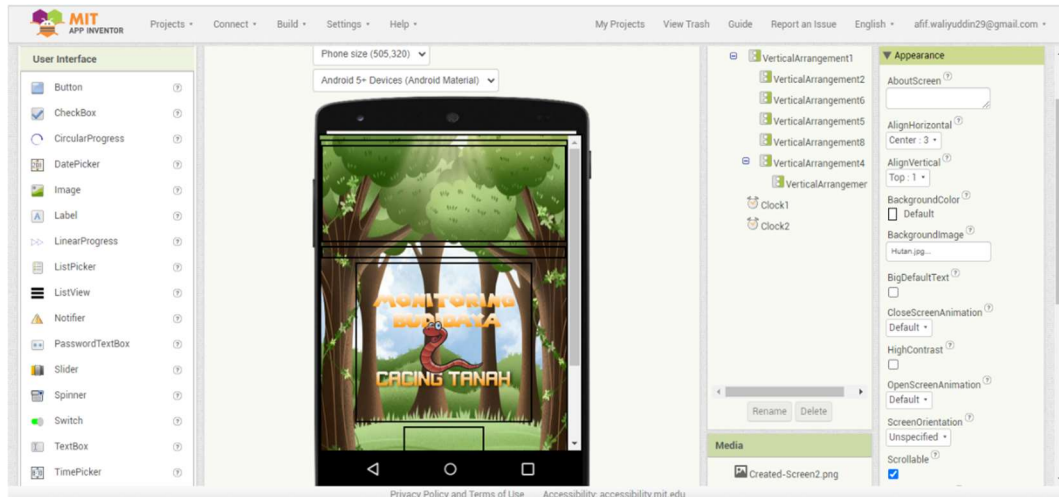 MIT
APP INVENTOR
Projects
Connect
Build
Settings
Help
My Projects
View Trash
Guide
Report an Issue
English
afif.waliyuddin29@gmail.com
User Interface
Button
CheckBox
CircularProgress
DatePicker
Image
Label
LinearProgress
ListPicker
ListView
Notifier
PasswordTextBox
Slider
Spinner
Switch
TextBox
TimePicker
Phone size (505,320)
Android 5+ Devices (Android Material)
MONITORING
BUDIDAYA
CACING TANAH
VerticalArrangement1
VerticalArrangement2
VerticalArrangement6
VerticalArrangement5
VerticalArrangement8
VerticalArrangement4
VerticalArrangemer
Clock1
Clock2
Rename
Delete
Media
Created-Screen2.png
Appearance
AboutScreen
AlignHorizontal
Center : 3
AlignVertical
Top : 1
BackgroundColor
Default
BackgroundImage
Hutan.jpg...
BigDefaultText
CloseScreenAnimation
Default
HighContrast
OpenScreenAnimation
Default
ScreenOrientation
Unspecified
Scrollable
Privacy Policy and Terms of Use
Accessibility: accessibility.mit.edu